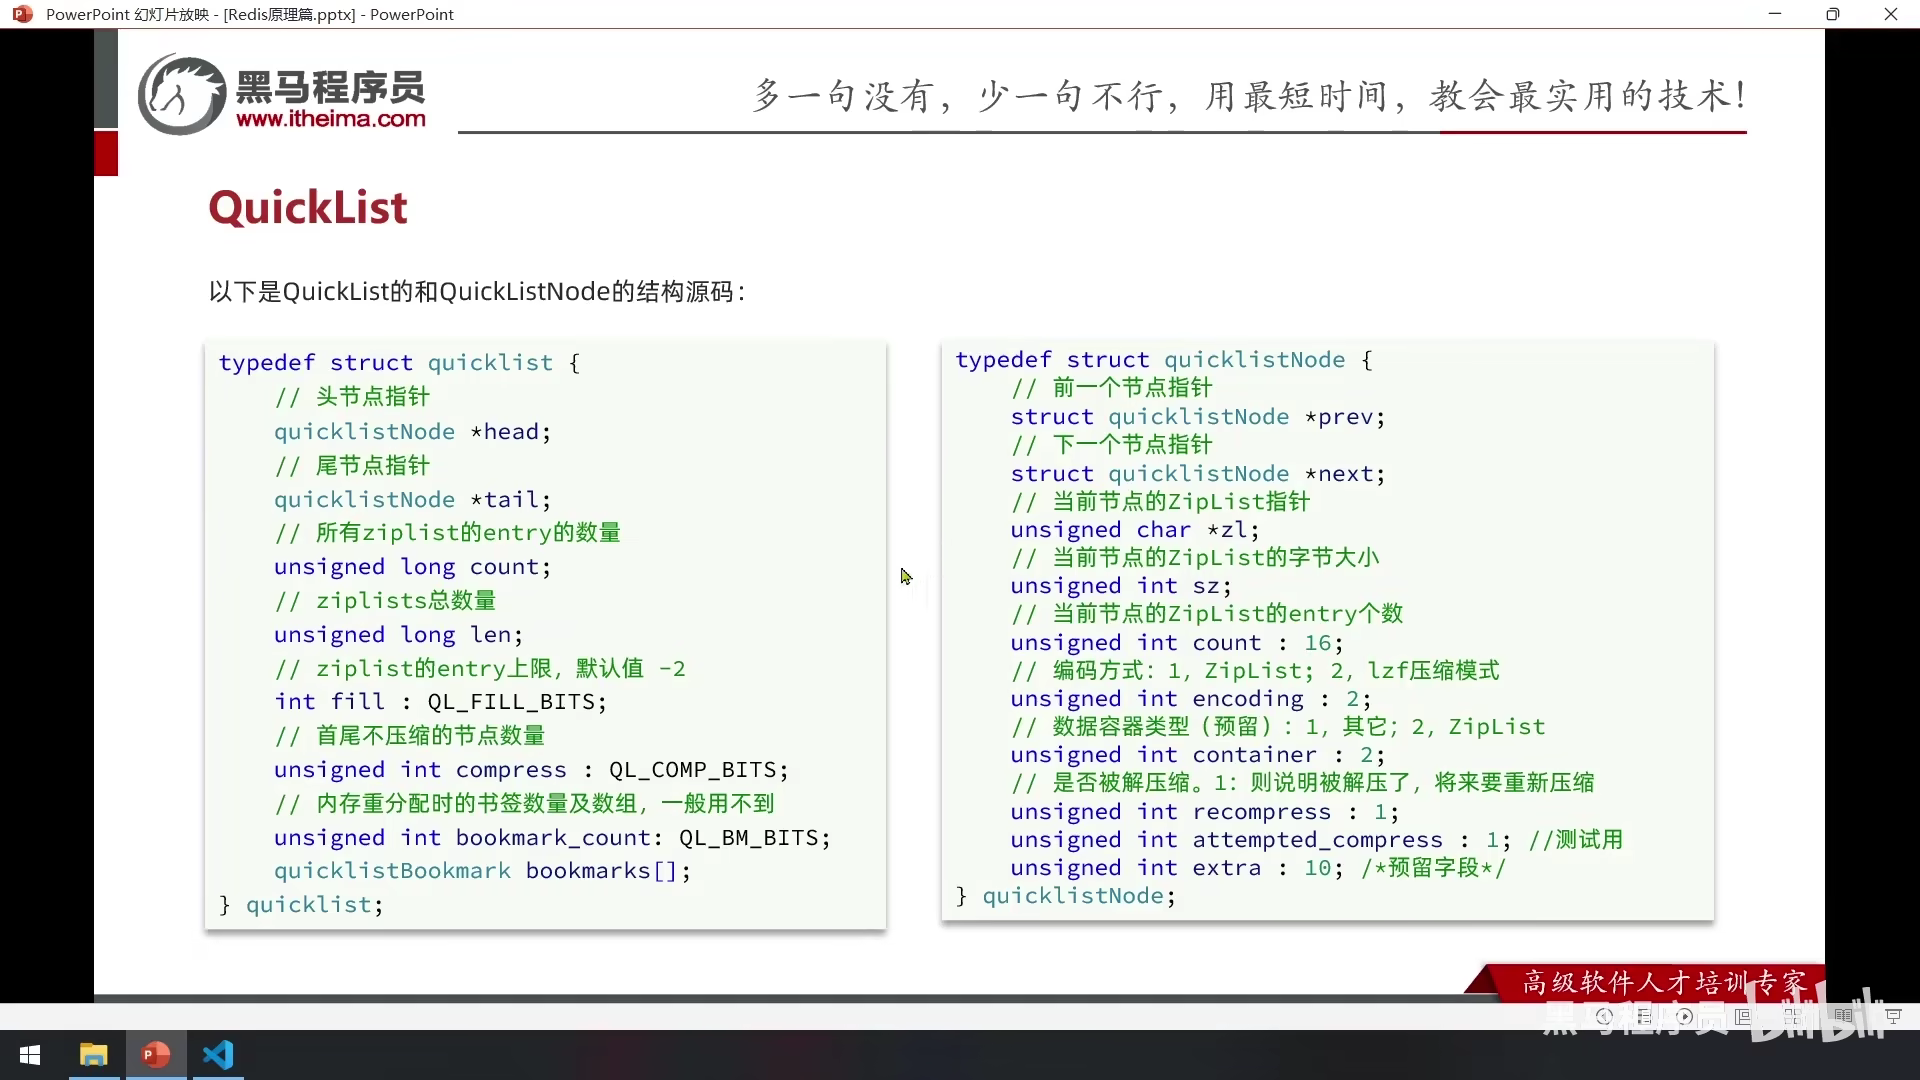 PowerPoint 幻灯片放映 - [Redis原理篇.pptx] - PowerPoint
黑马程序员
www.itheima.com
多一句没有，少一句不行，用最短时间，教会最实用的技术！
QuickList
以下是QuickList的和QuickListNode的结构源码：
typedef struct quicklist {
// 头节点指针
quicklistNode *head;
// 尾节点指针
quicklistNode *tail;
// 所有ziplist的entry的数量
unsigned long count;
// ziplists总数量
unsigned long len;
// ziplist的entry上限，默认值 -2
int fill : QL_FILL_BITS;
// 首尾不压缩的节点数量
unsigned int compress : QL_COMP_BITS;
// 内存重分配时的书签数量及数组，一般用不到
unsigned int bookmark_count: QL_BM_BITS;
quicklistBookmark bookmarks[];
} quicklist;
typedef struct quicklistNode {
// 前一个节点指针
struct quicklistNode *prev;
// 下一个节点指针
struct quicklistNode *next;
// 当前节点的ZipList指针
unsigned char *zl;
// 当前节点的ZipList的字节大小
unsigned int sz;
// 当前节点的ZipList的entry个数
unsigned int count : 16;
// 编码方式：1，ZipList; 2，lzf压缩模式
unsigned int encoding : 2;
// 数据容器类型（预留）：1，其它；2，ZipList
unsigned int container : 2;
// 是否被解压缩。1：则说明被解压了，将来要重新压缩
unsigned int recompress : 1;
unsigned int attempted_compress : 1; //测试用
unsigned int extra : 10; /*预留字段*/
} quicklistNode;
高级软件人才培训专家
黑马程序员 bilibili